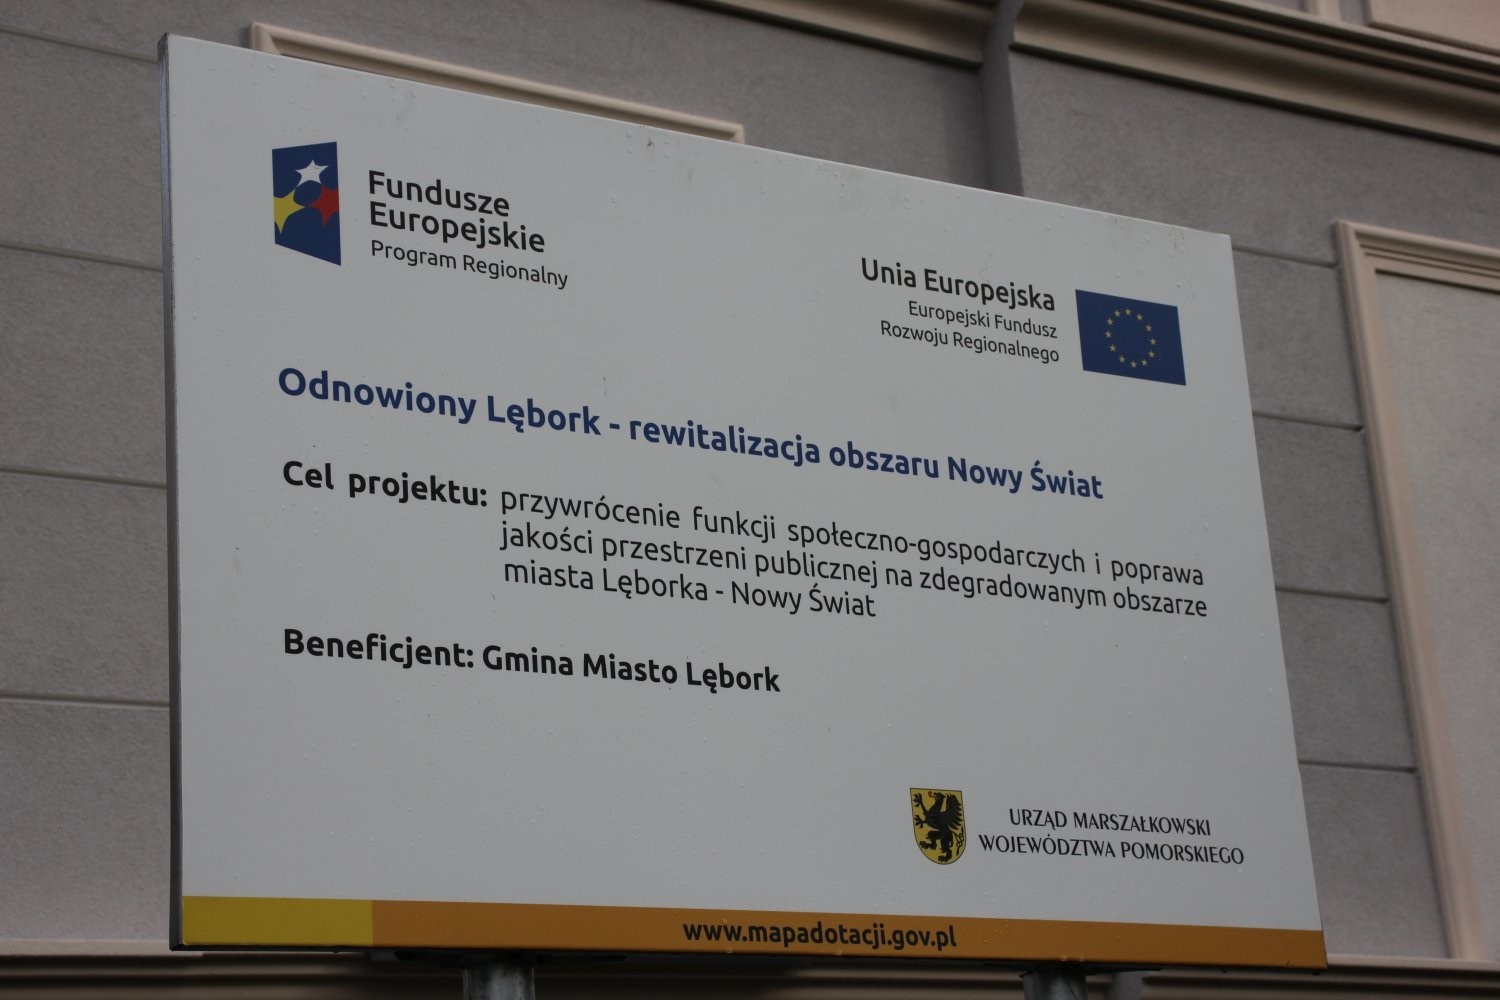 Fundusze
Europejskie
Program Regionalny
Unia Europejska
Europejski Fundusz
Rozwoju Regionalnego
Odnowiony Lębork - rewitalizacja obszaru Nowy Świat
Cel projektu: przywrócenie funkcji społeczno-gospodarczych i poprawa
jakości przestrzeni publicznej na zdegradowanym obszarze
miasta Lęborka - Nowy Świat
Beneficjent: Gmina Miasto Lębork
URZĄD MARSZAŁKOWSKI
WOJEWÓDZTWA POMORSKIEGO
www.mapadotacji.gov.pl